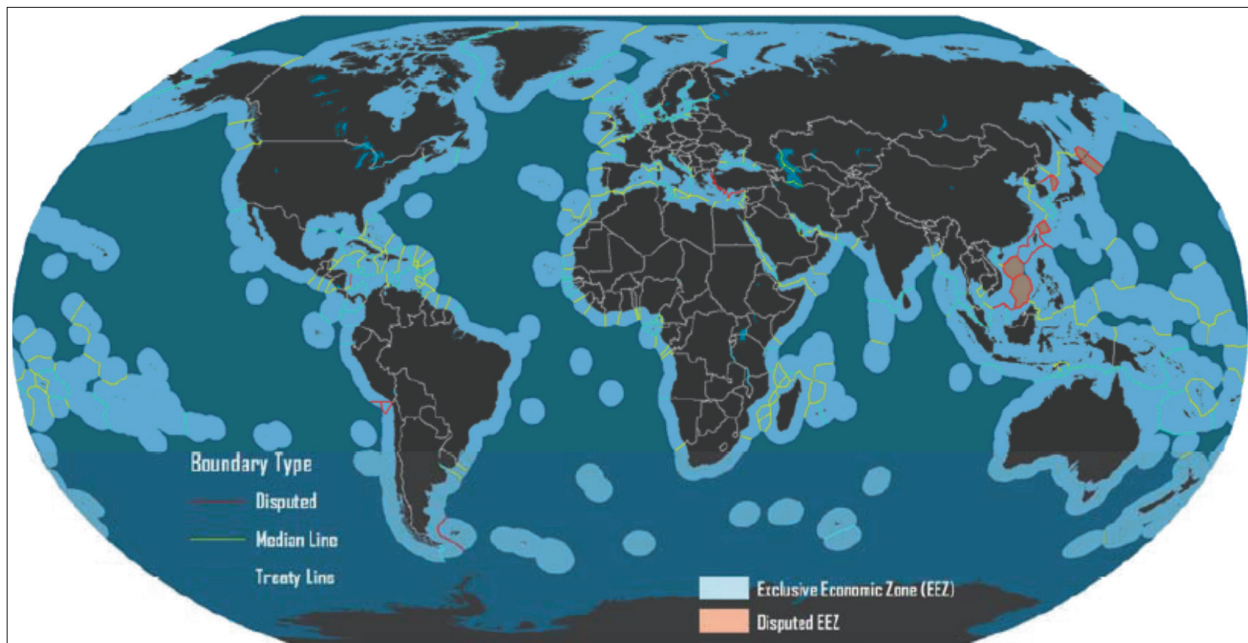 Boundary Type
Disputed
Median Line
Treaty Line
Exclusive Economic Zone (EEZ)
Disputed EEZ